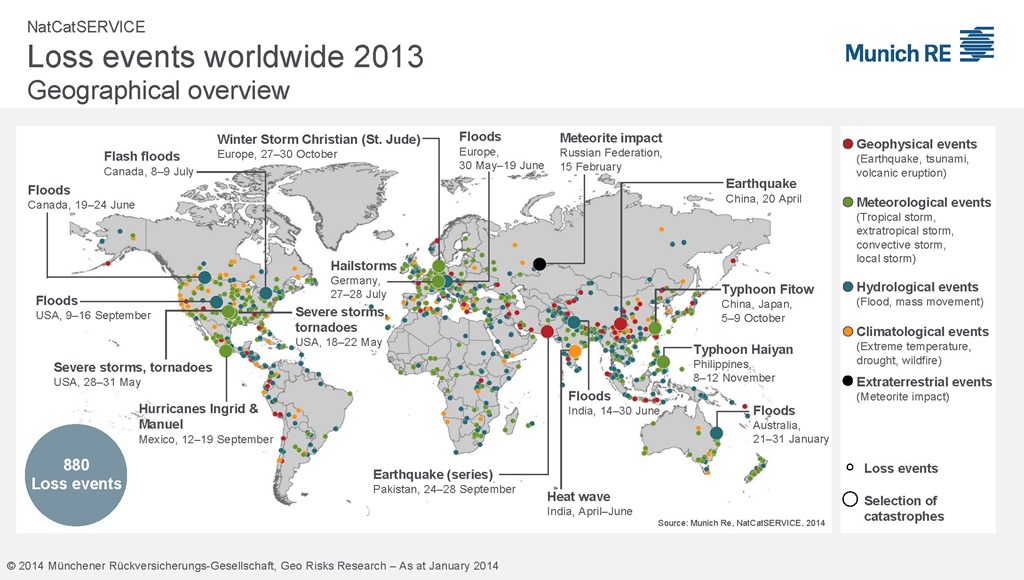 NatCatSERVICE
Loss events worldwide 2013
Geographical overview
Munich RE
Winter Storm Christian (St. Jude)
Europe, 27–30 October
Floods
Europe,
30 May–19 June
Meteorite impact
Russian Federation,
15 February
Flash floods
Canada, 8–9 July
Earthquake
China, 20 April
Floods
Canada, 19–24 June
Hailstorms
Germany,
27–28 July
Floods
USA, 9–16 September
Severe storms,
tornadoes
USA, 18–22 May
Typhoon Fitow
China, Japan,
5–9 October
Severe storms, tornadoes
USA, 28–31 May
Typhoon Haiyan
Philippines,
8–12 November
Hurricanes Ingrid &
Manuel
Mexico, 12–19 September
Floods
India, 14–30 June
Floods
Australia,
21–31 January
880
Loss events
Earthquake (series)
Pakistan, 24–28 September
Heat wave
India, April–June
Source: Munich Re, NatCatSERVICE, 2014
Geophysical events
(Earthquake, tsunami,
volcanic eruption)
Meteorological events
(Tropical storm,
extratropical storm,
convective storm,
local storm)
Hydrological events
(Flood, mass movement)
Climatological events
(Extreme temperature,
drought, wildfire)
Extraterrestrial events
(Meteorite impact)
Loss events
Selection of
catastrophes
© 2014 Münchener Rückversicherungs-Gesellschaft, Geo Risks Research – As at January 2014